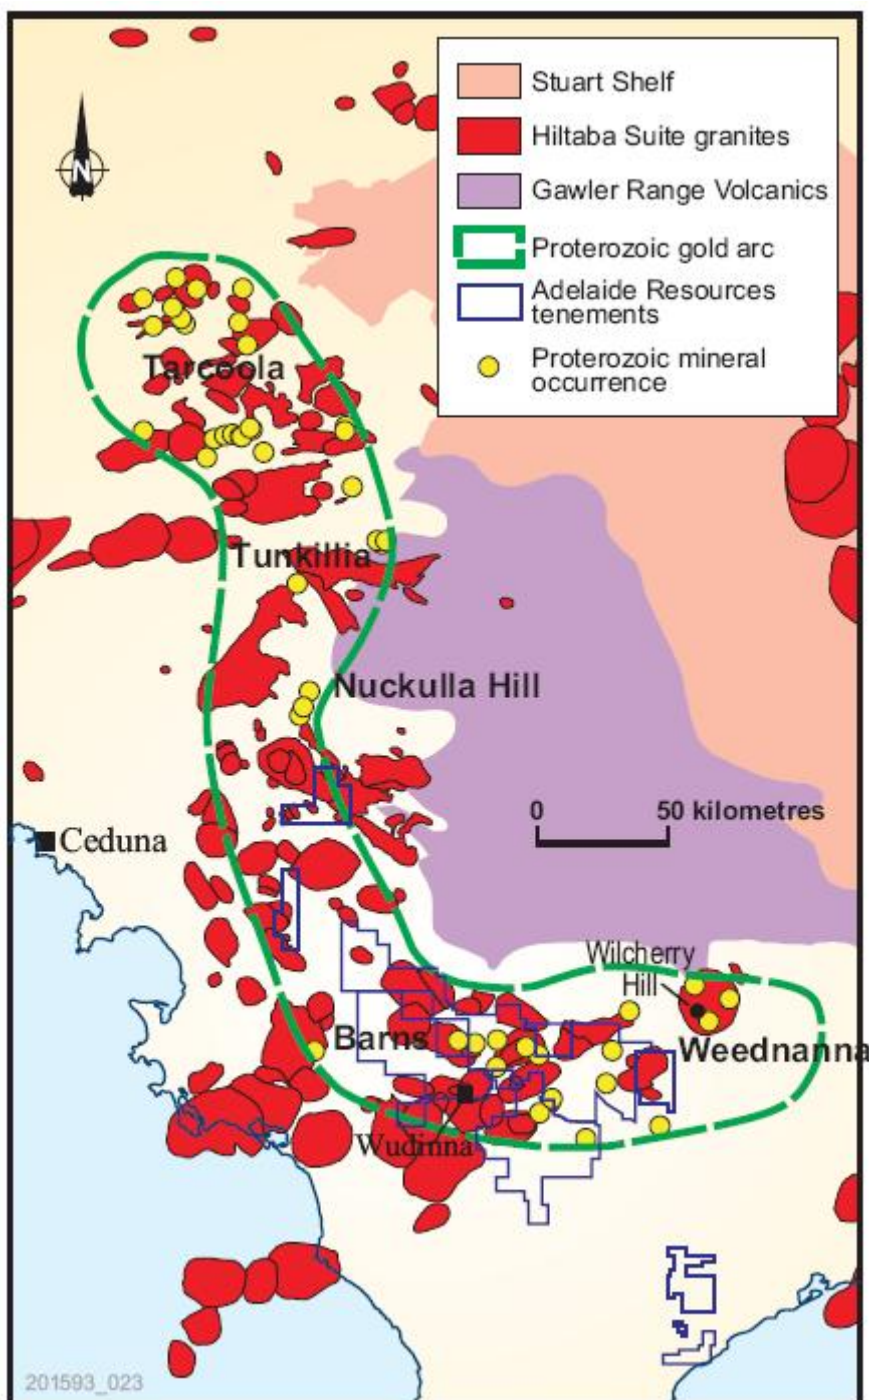 Stuart Shelf
Hiltaba Suite granites
Gawler Range Volcanics
Proterozoic gold arc
Adelaide Resources
tenements
Proterozoic mineral
occurrence
N
Tarcoola
Tunkillia
Nuckulla Hill
0 50 kilometres
Ceduna
Wilcherry
Hill
Barns
Weednanna
Wudinna
201593_023